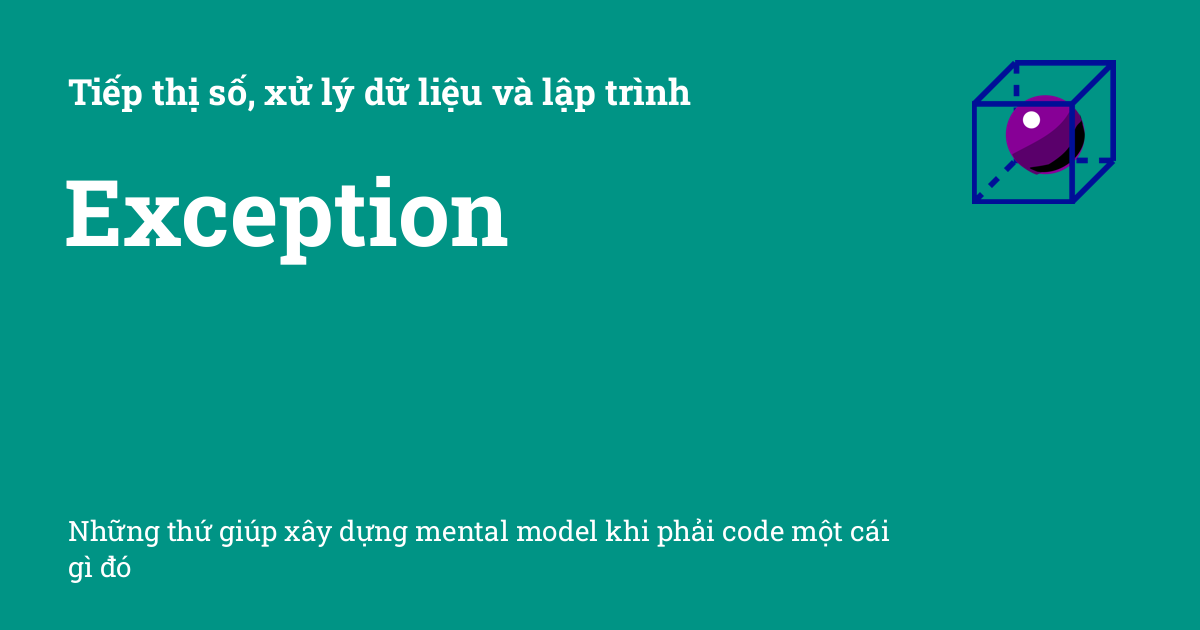 Tiếp thị số, xử lý dữ liệu và lập trình
Exception
Những thứ giúp xây dựng mental model khi phải code một cái
gì đó